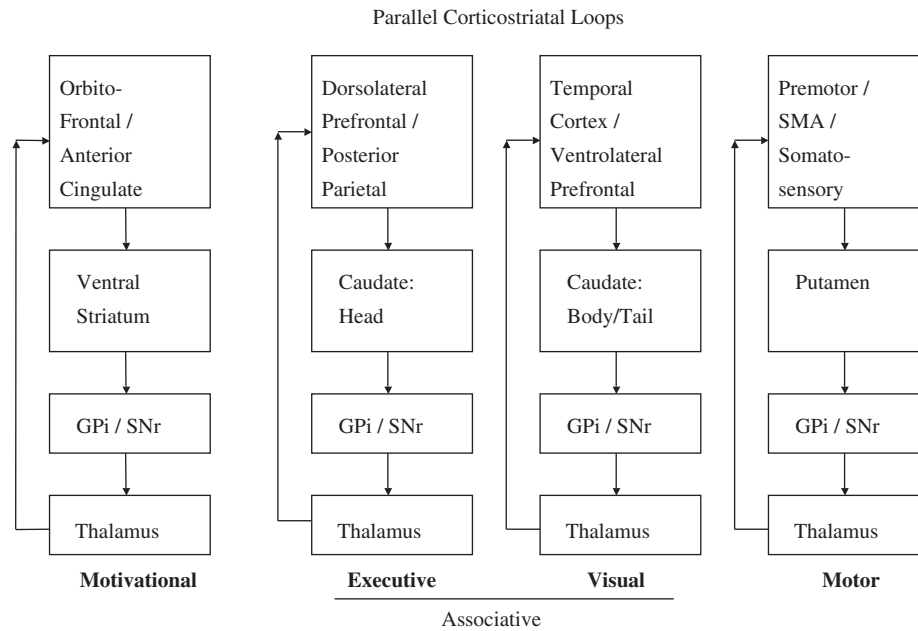 Parallel Corticostriatal Loops
Orbito-
Frontal /
Anterior
Cingulate
Ventral
Striatum
GPi / SNr
Thalamus
Motivational
Dorsolateral
Prefrontal /
Posterior
Parietal
Caudate:
Head
GPi / SNr
Thalamus
Executive
Temporal
Cortex /
Ventrolateral
Prefrontal
Caudate:
Body/Tail
GPi / SNr
Thalamus
Visual
Associative
Premotor /
SMA /
Somato-
sensory
Putamen
GPi / SNr
Thalamus
Motor